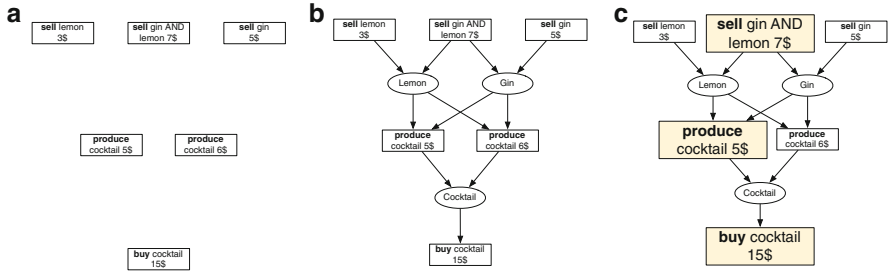 a
sell lemon
3$
sell gin AND
lemon 7$
sell gin
5$
produce
cocktail 5$
produce
cocktail 6$
buy cocktail
15$
b
sell lemon
3$
sell gin AND
lemon 7$
sell gin
5$
Lemon
Gin
produce
cocktail 5$
produce
cocktail 6$
Cocktail
buy cocktail
15$
c
sell lemon
3$
sell gin AND
lemon 7$
sell gin
5$
Lemon
Gin
produce
cocktail 5$
produce
cocktail 6$
Cocktail
buy cocktail
15$